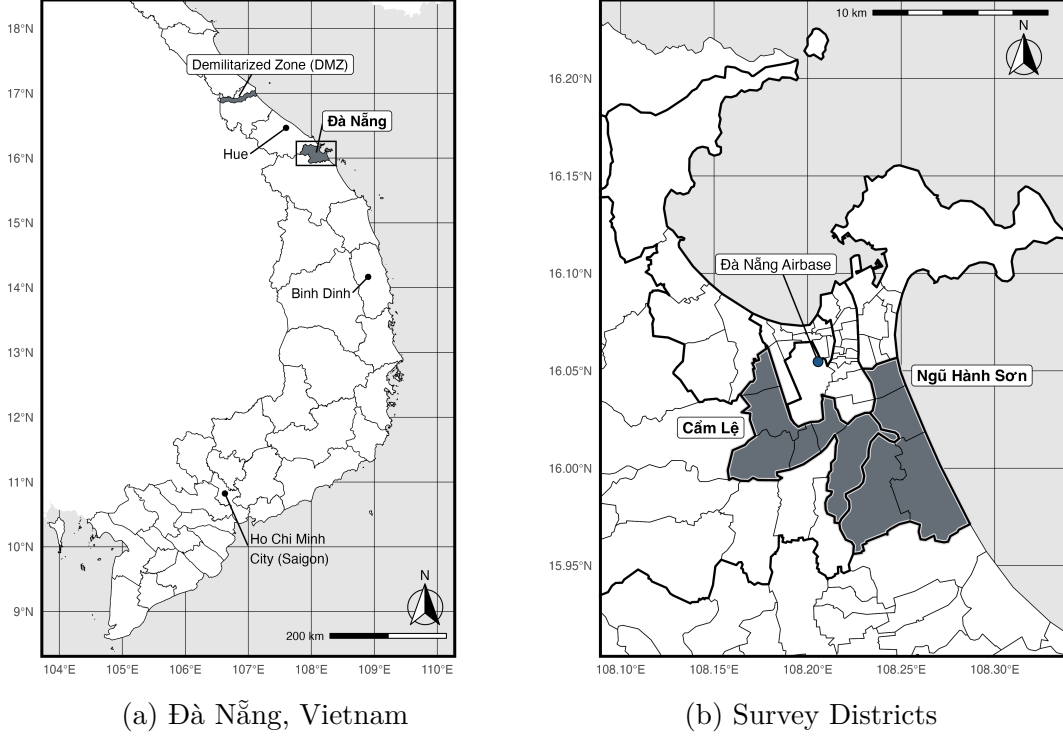 18°N
17°N
16°N
15°N
14°N
13°N
12°N
11°N
10°N
9°N
104°E
105°E
106°E
107°E
108°E
109°E
110°E
Demilitarized Zone (DMZ)
Đà Nẵng
Hue
Binh Dinh
Ho Chi Minh
City (Saigon)
N
200 km
(a) Đà Nẵng, Vietnam
10 km
N
16.20°N
16.15°N
16.10°N
16.05°N
16.00°N
15.95°N
108.10°E
108.15°E
108.20°E
108.25°E
108.30°E
Đà Nẵng Airbase
Ngũ Hành Sơn
Cẩm Lệ
(b) Survey Districts